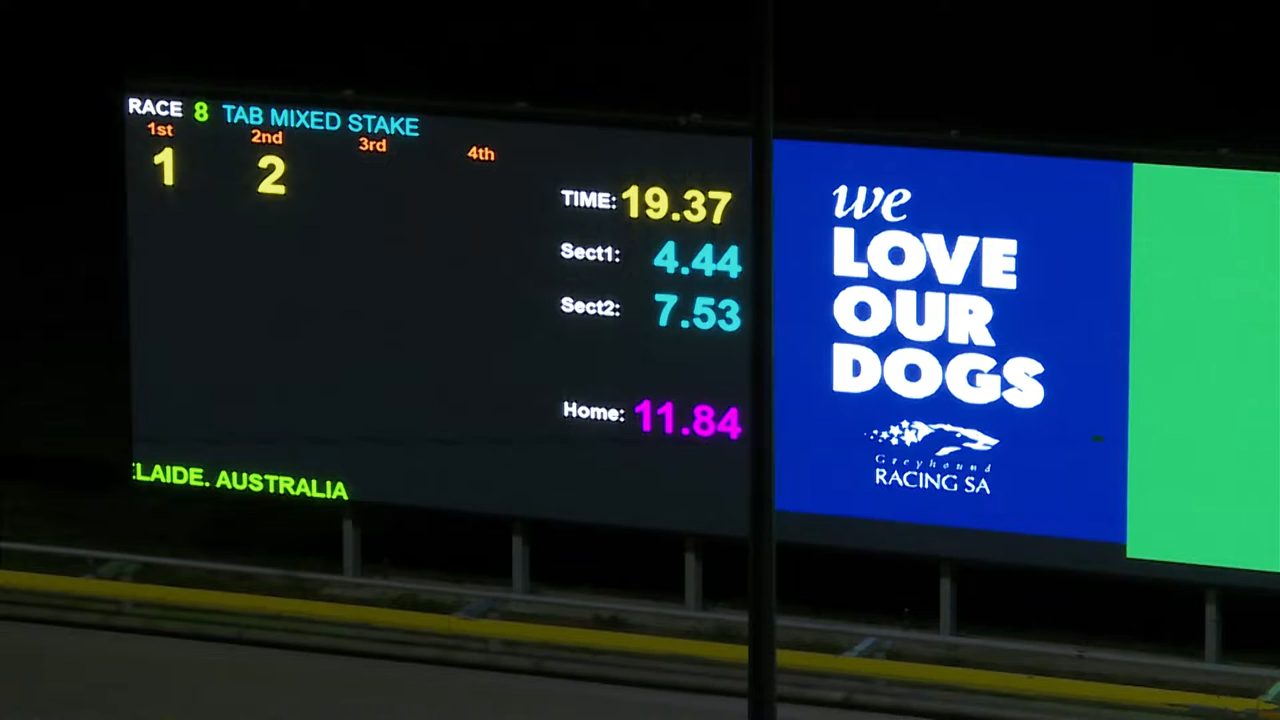 RACE 8 TAB MIXED STAKE
1st 2nd 3rd 4th
1 2
TIME: 19.37
Sect1: 4.44
Sect2: 7.53
Home: 11.84
LAIDE. AUSTRALIA
we
LOVE
OUR
DOGS
Greyhound
RACING SA